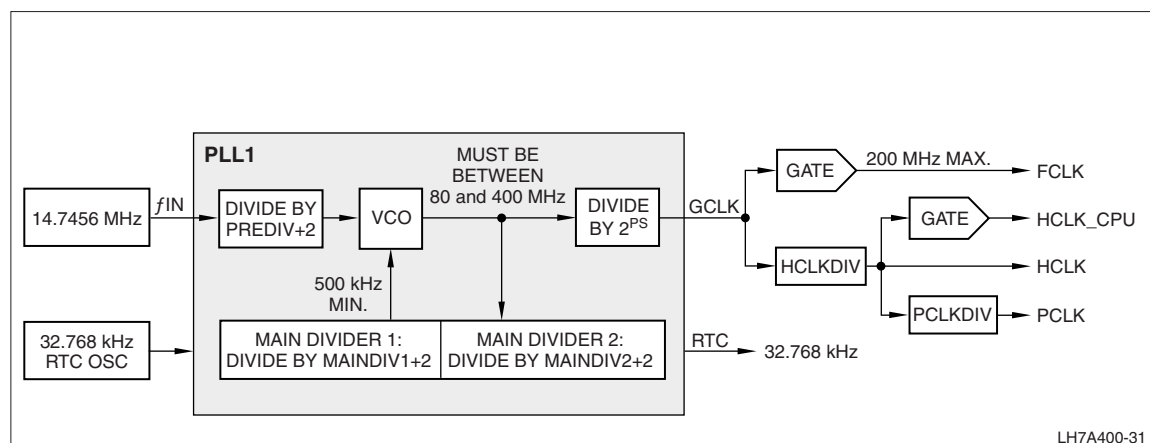 PLL1
MUST BE
BETWEEN
80 and 400 MHz
14.7456 MHz
ƒIN
DIVIDE BY
PREDIV+2
VCO
DIVIDE
BY 2^PS
GCLK
GATE
200 MHz MAX.
FCLK
GATE
HCLK_CPU
HCLKDIV
HCLK
PCLKDIV
PCLK
500 kHz
MIN.
32.768 kHz
RTC OSC
MAIN DIVIDER 1:
DIVIDE BY MAINDIV1+2
MAIN DIVIDER 2:
DIVIDE BY MAINDIV2+2
RTC
32.768 kHz
LH7A400-31